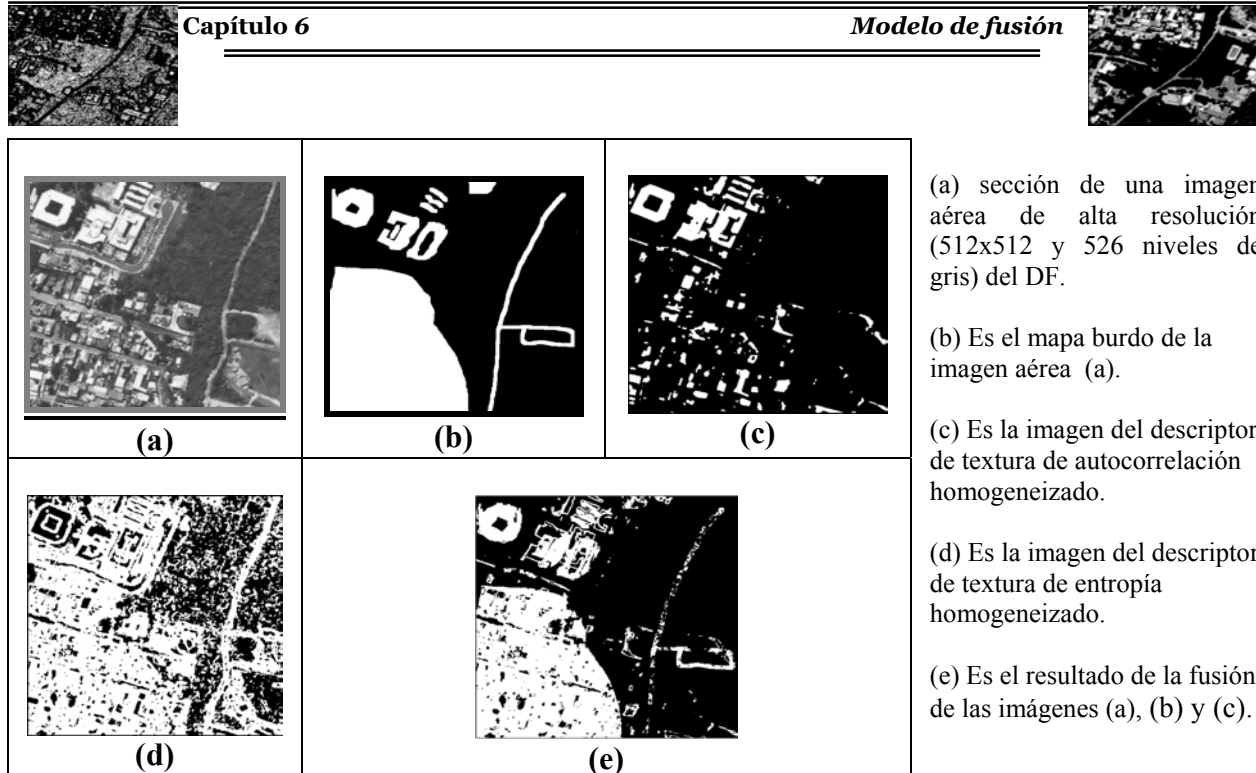 Capítulo 6 Modelo de fusión
(a) (b) (c)
(d) (e)
(a) sección de una imagen
aérea de alta resolución
(512x512 y 526 niveles de
gris) del DF.
(b) Es el mapa burdo de la
imagen aérea (a).
(c) Es la imagen del descriptor
de textura de autocorrelación
homogeneizado.
(d) Es la imagen del descriptor
de textura de entropía
homogeneizado.
(e) Es el resultado de la fusión
de las imágenes (a), (b) y (c).